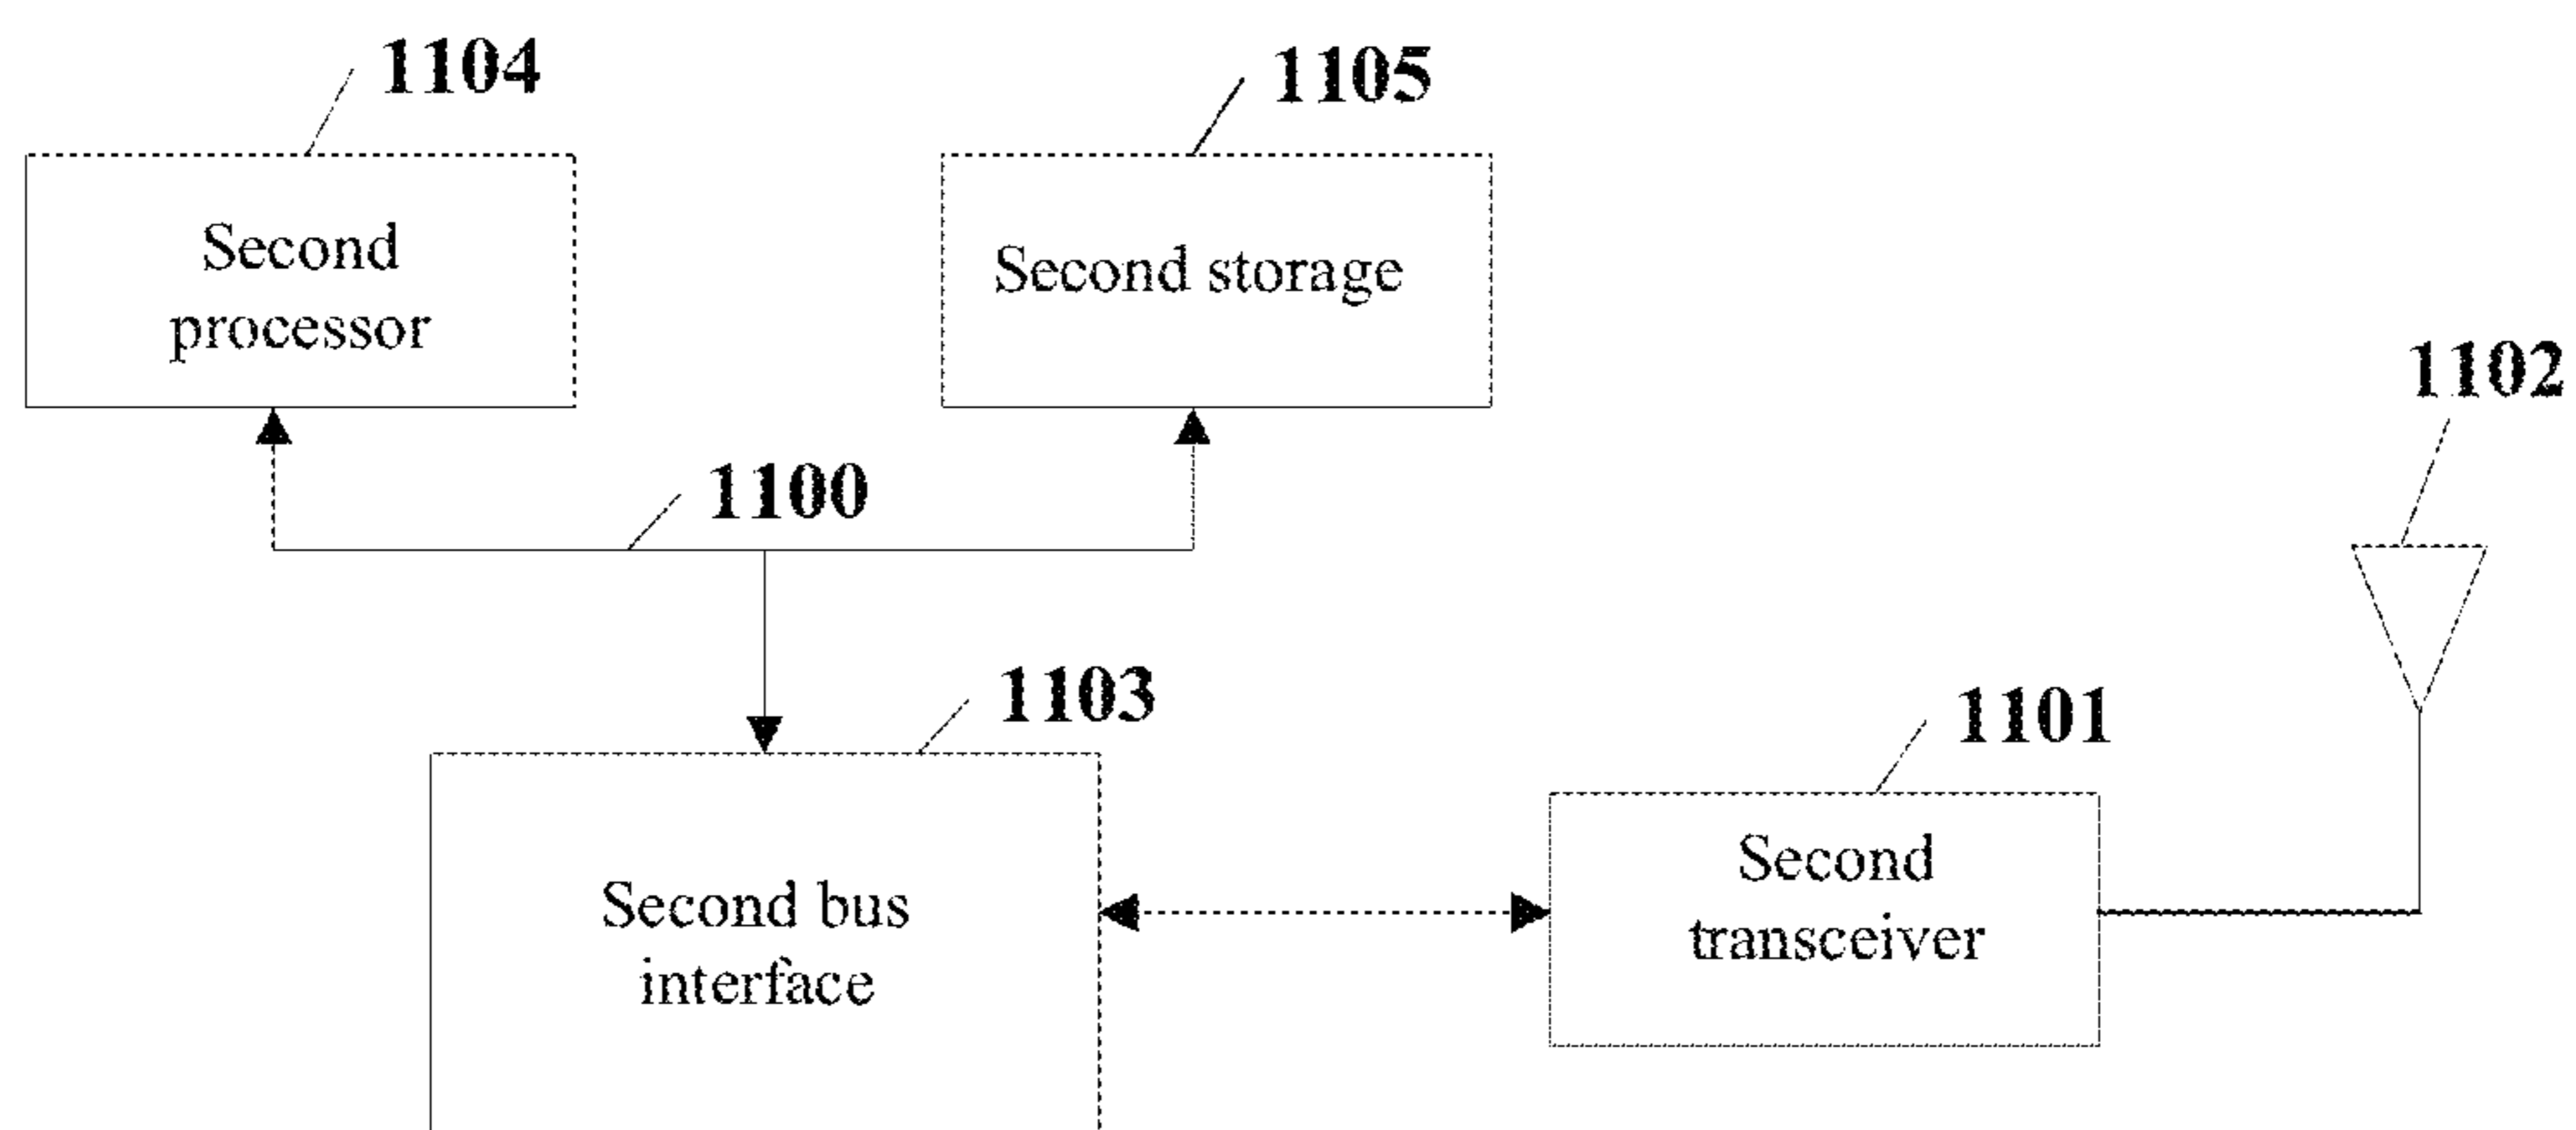 1104
1105
Second
processor
Second storage
1102
1100
1103
1101
Second bus
interface
Second
transceiver